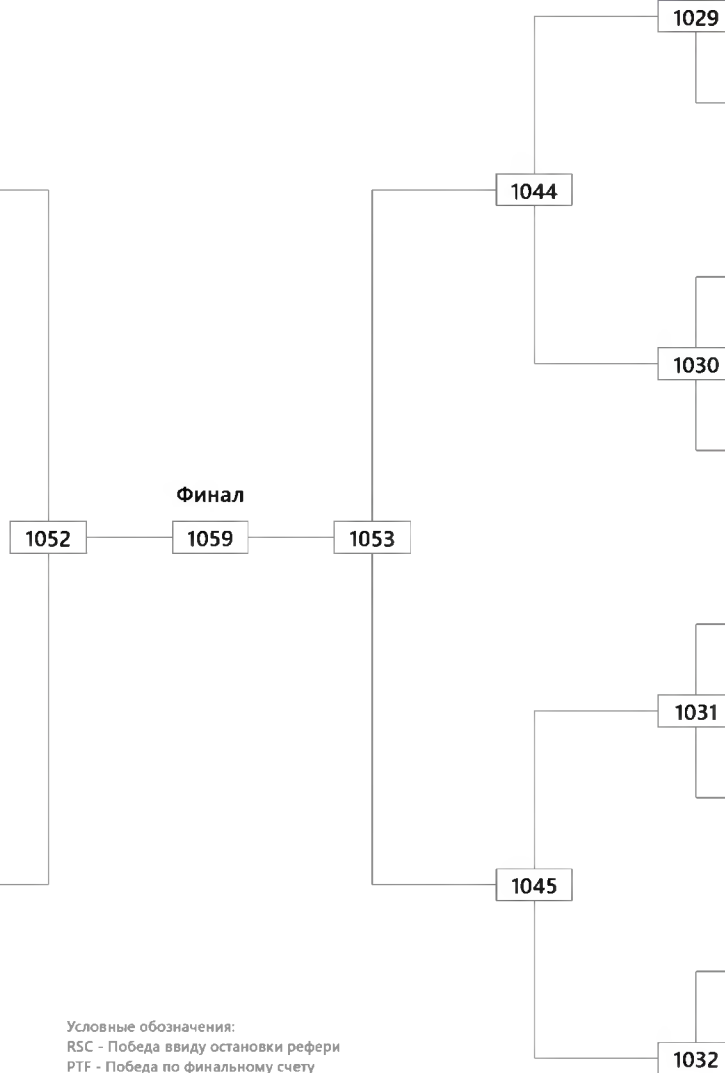 1029
1044
1030
Финал
1052
1059
1053
1031
1045
Условные обозначения:
RSC - Победа ввиду остановки рефери
PTF - Победа по финальному счету
1032